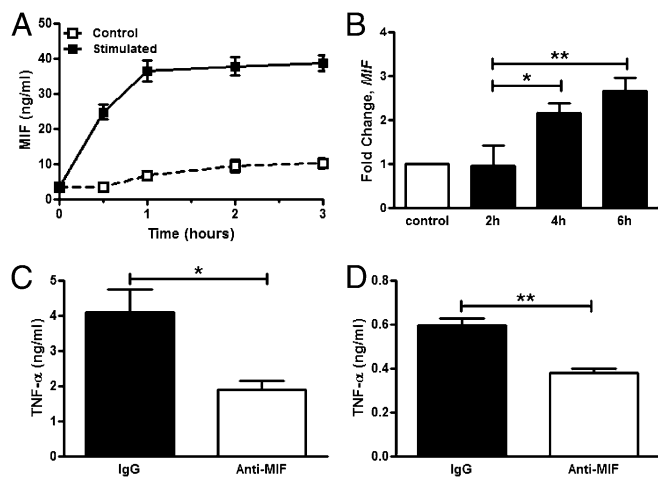 A
Control
Stimulated
MIF (ng/ml)
50
40
30
20
10
0
0
1
2
3
Time (hours)
B
Fold Change, MIF
4
3
2
1
0
*
**
control
2h
4h
6h
C
TNF-α (ng/ml)
5
4
3
2
1
0
*
IgG
Anti-MIF
D
TNF-α (ng/ml)
0.8
0.6
0.4
0.2
0.0
**
IgG
Anti-MIF